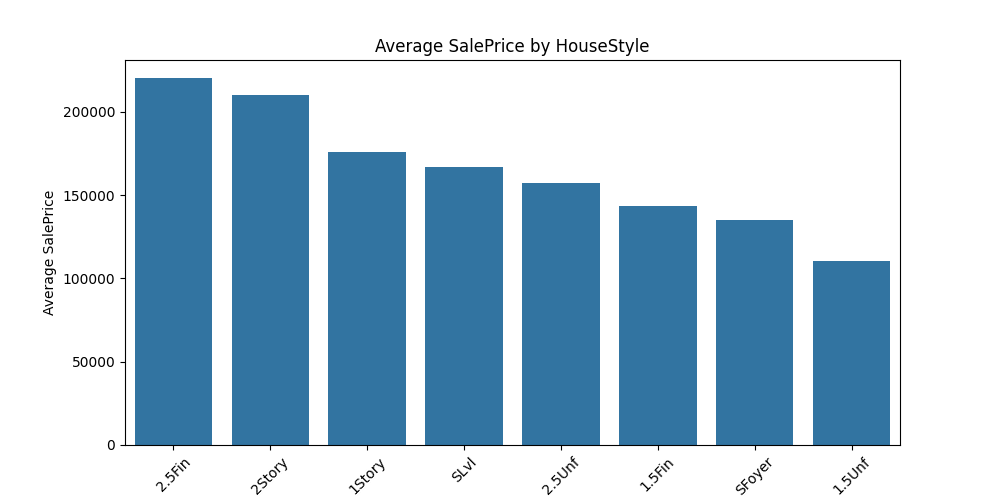 Average SalePrice by HouseStyle
Average SalePrice
200000
150000
100000
50000
0
2.5Fin
2Story
1Story
SLvl
2.5Unf
1.5Fin
SFoyer
1.5Unf